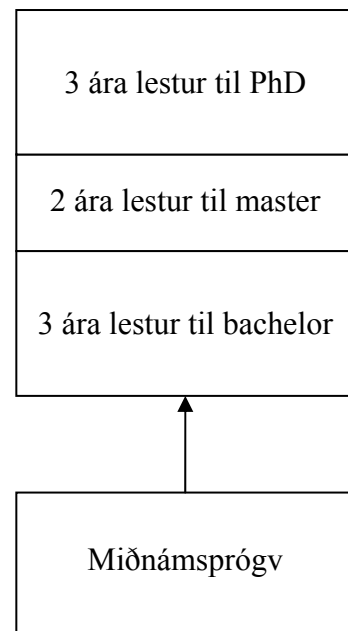 3 ára lestur til PhD
2 ára lestur til master
3 ára lestur til bachelor
Miðnámsprógv